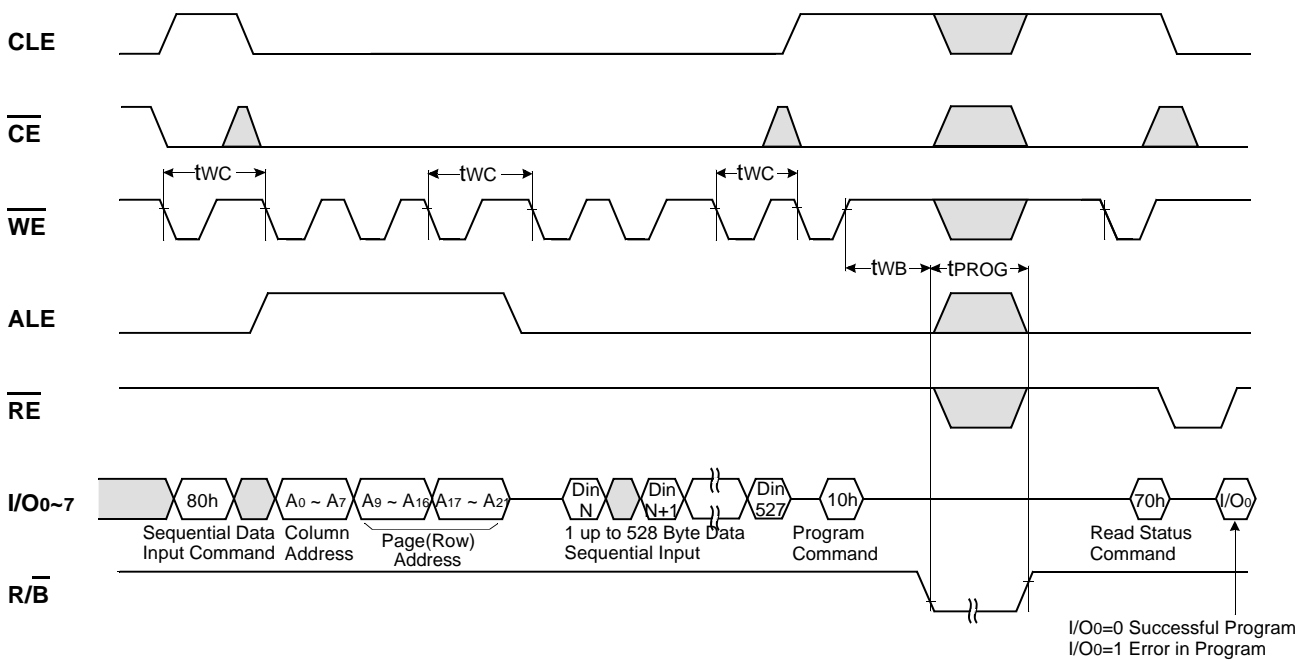 CLE
CE
tWC
tWC
tWC
WE
tWB
tPROG
ALE
RE
I/O0~7
80h
A0 ~ A7
A9 ~ A16
A17 ~ A21
Din
N
Din
N+1
Din
527
10h
70h
I/O0
Sequential Data
Input Command
Column
Address
Page(Row)
Address
1 up to 528 Byte Data
Sequential Input
Program
Command
Read Status
Command
R/B
I/O0=0 Successful Program
I/O0=1 Error in Program